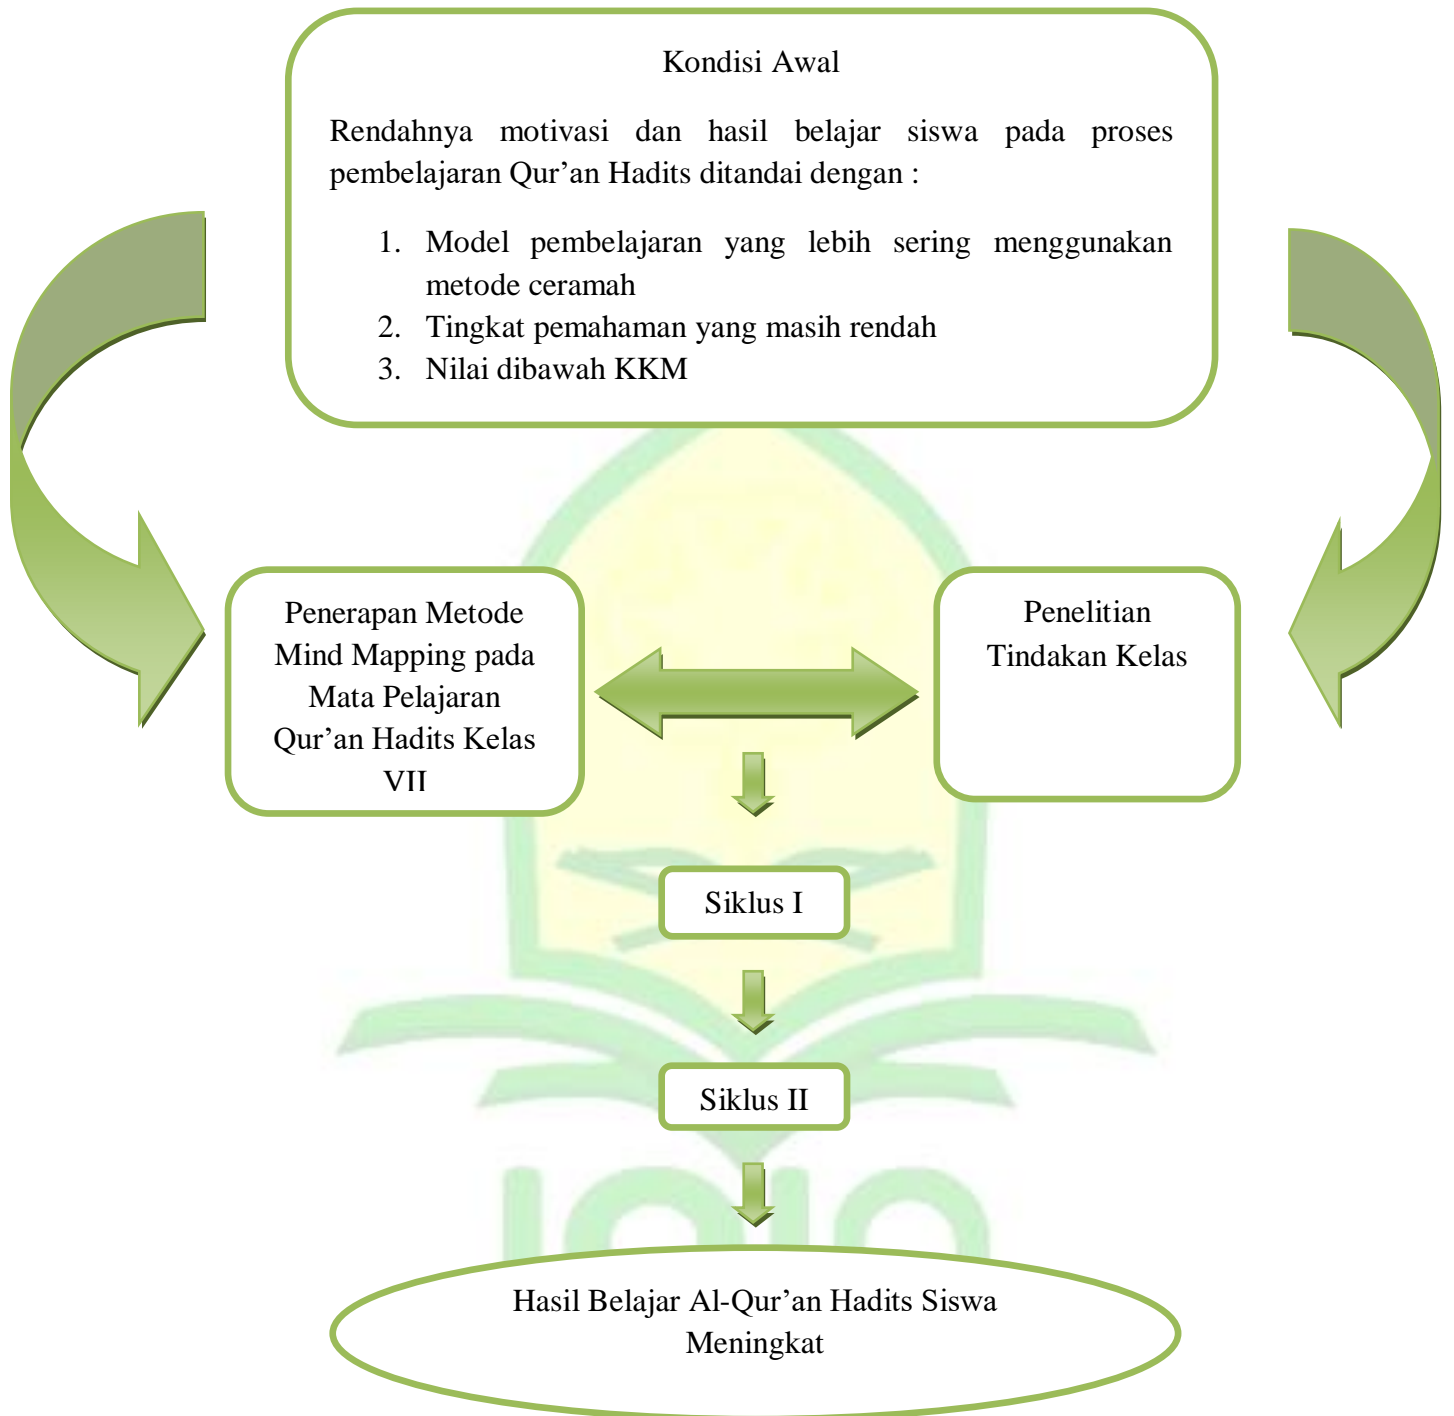 Kondisi Awal
Rendahnya motivasi dan hasil belajar siswa pada proses
pembelajaran Qur’an Hadits ditandai dengan :
1. Model pembelajaran yang lebih sering menggunakan
metode ceramah
2. Tingkat pemahaman yang masih rendah
3. Nilai dibawah KKM
Penerapan Metode
Mind Mapping pada
Mata Pelajaran
Qur’an Hadits Kelas
VII
Penelitian
Tindakan Kelas
Siklus I
Siklus II
Hasil Belajar Al-Qur’an Hadits Siswa
Meningkat